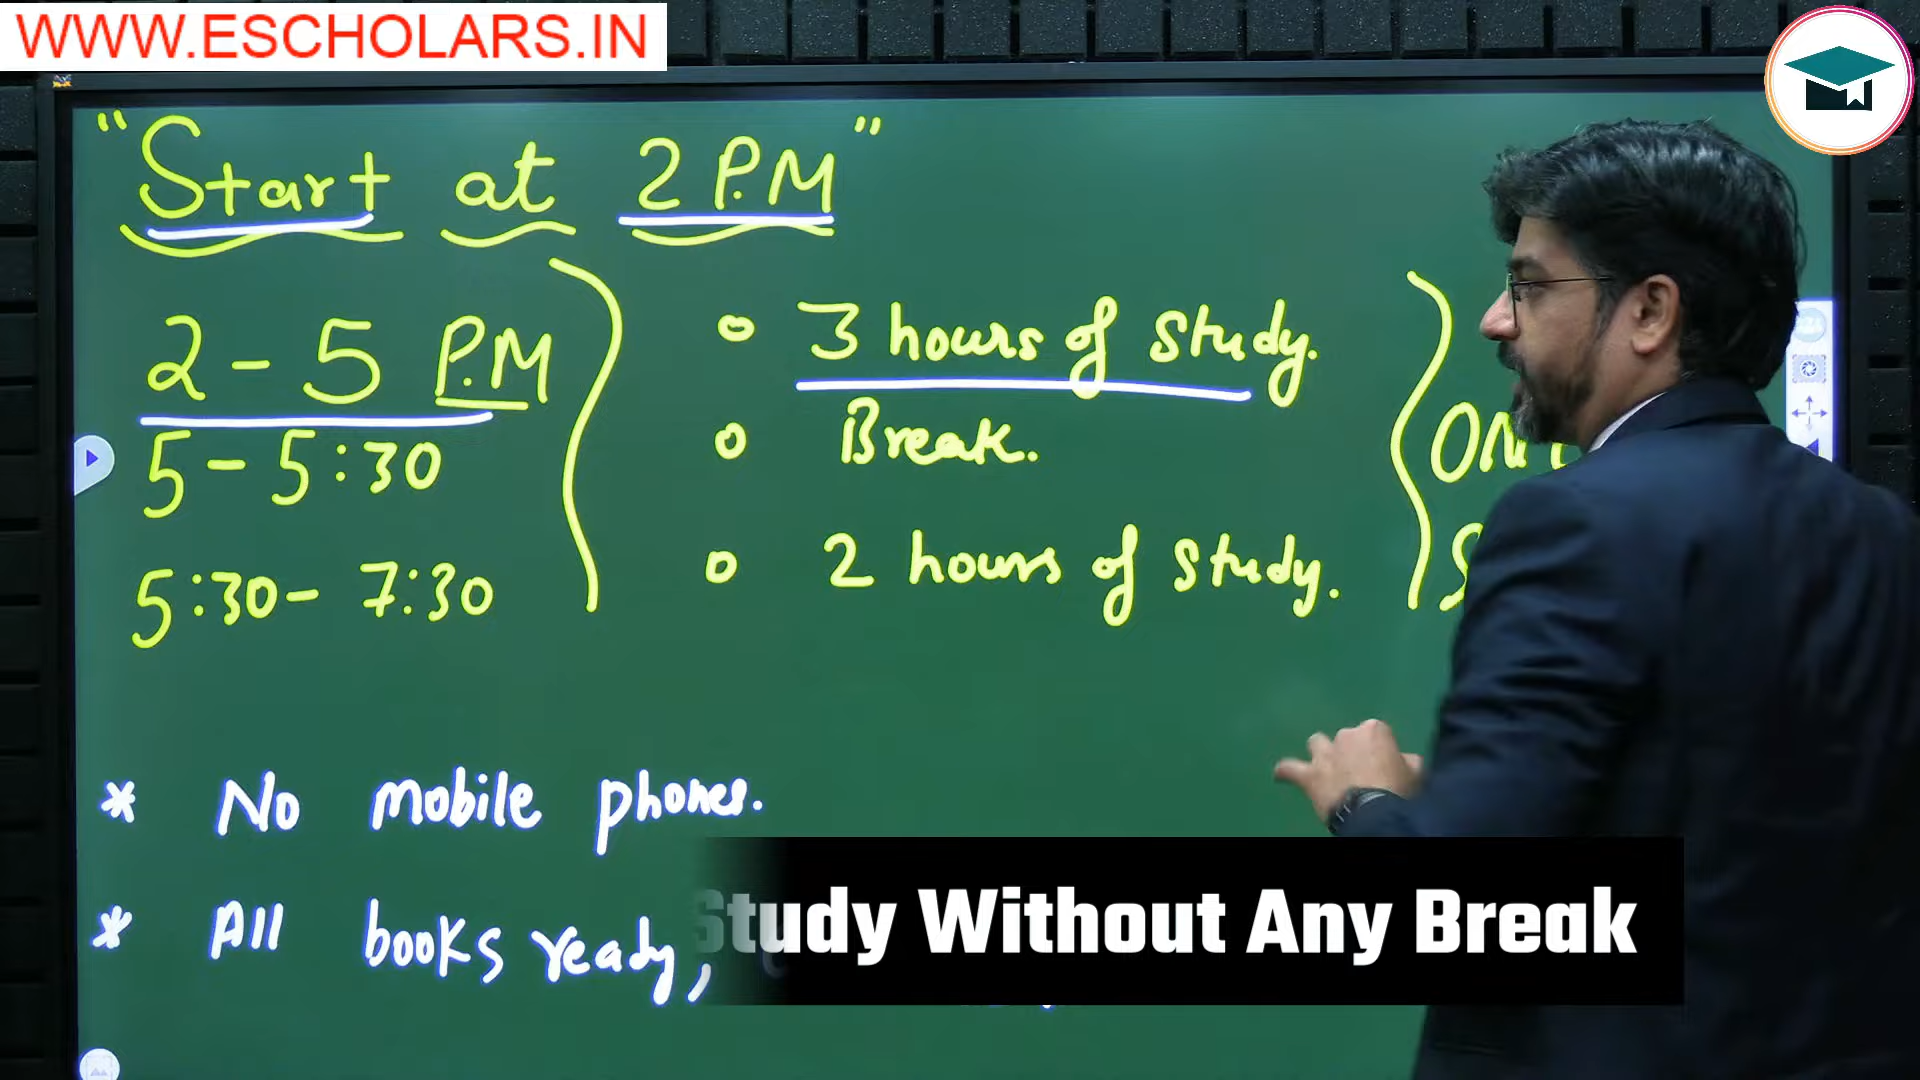 WWW.ESCHOLARS.IN
"Start at 2 P.M"
2 - 5 P.M
3 hours of study.
5 - 5:30
Break.
5:30 - 7:30
2 hours of study.
* No mobile phones.
* All books ready,
Study Without Any Break